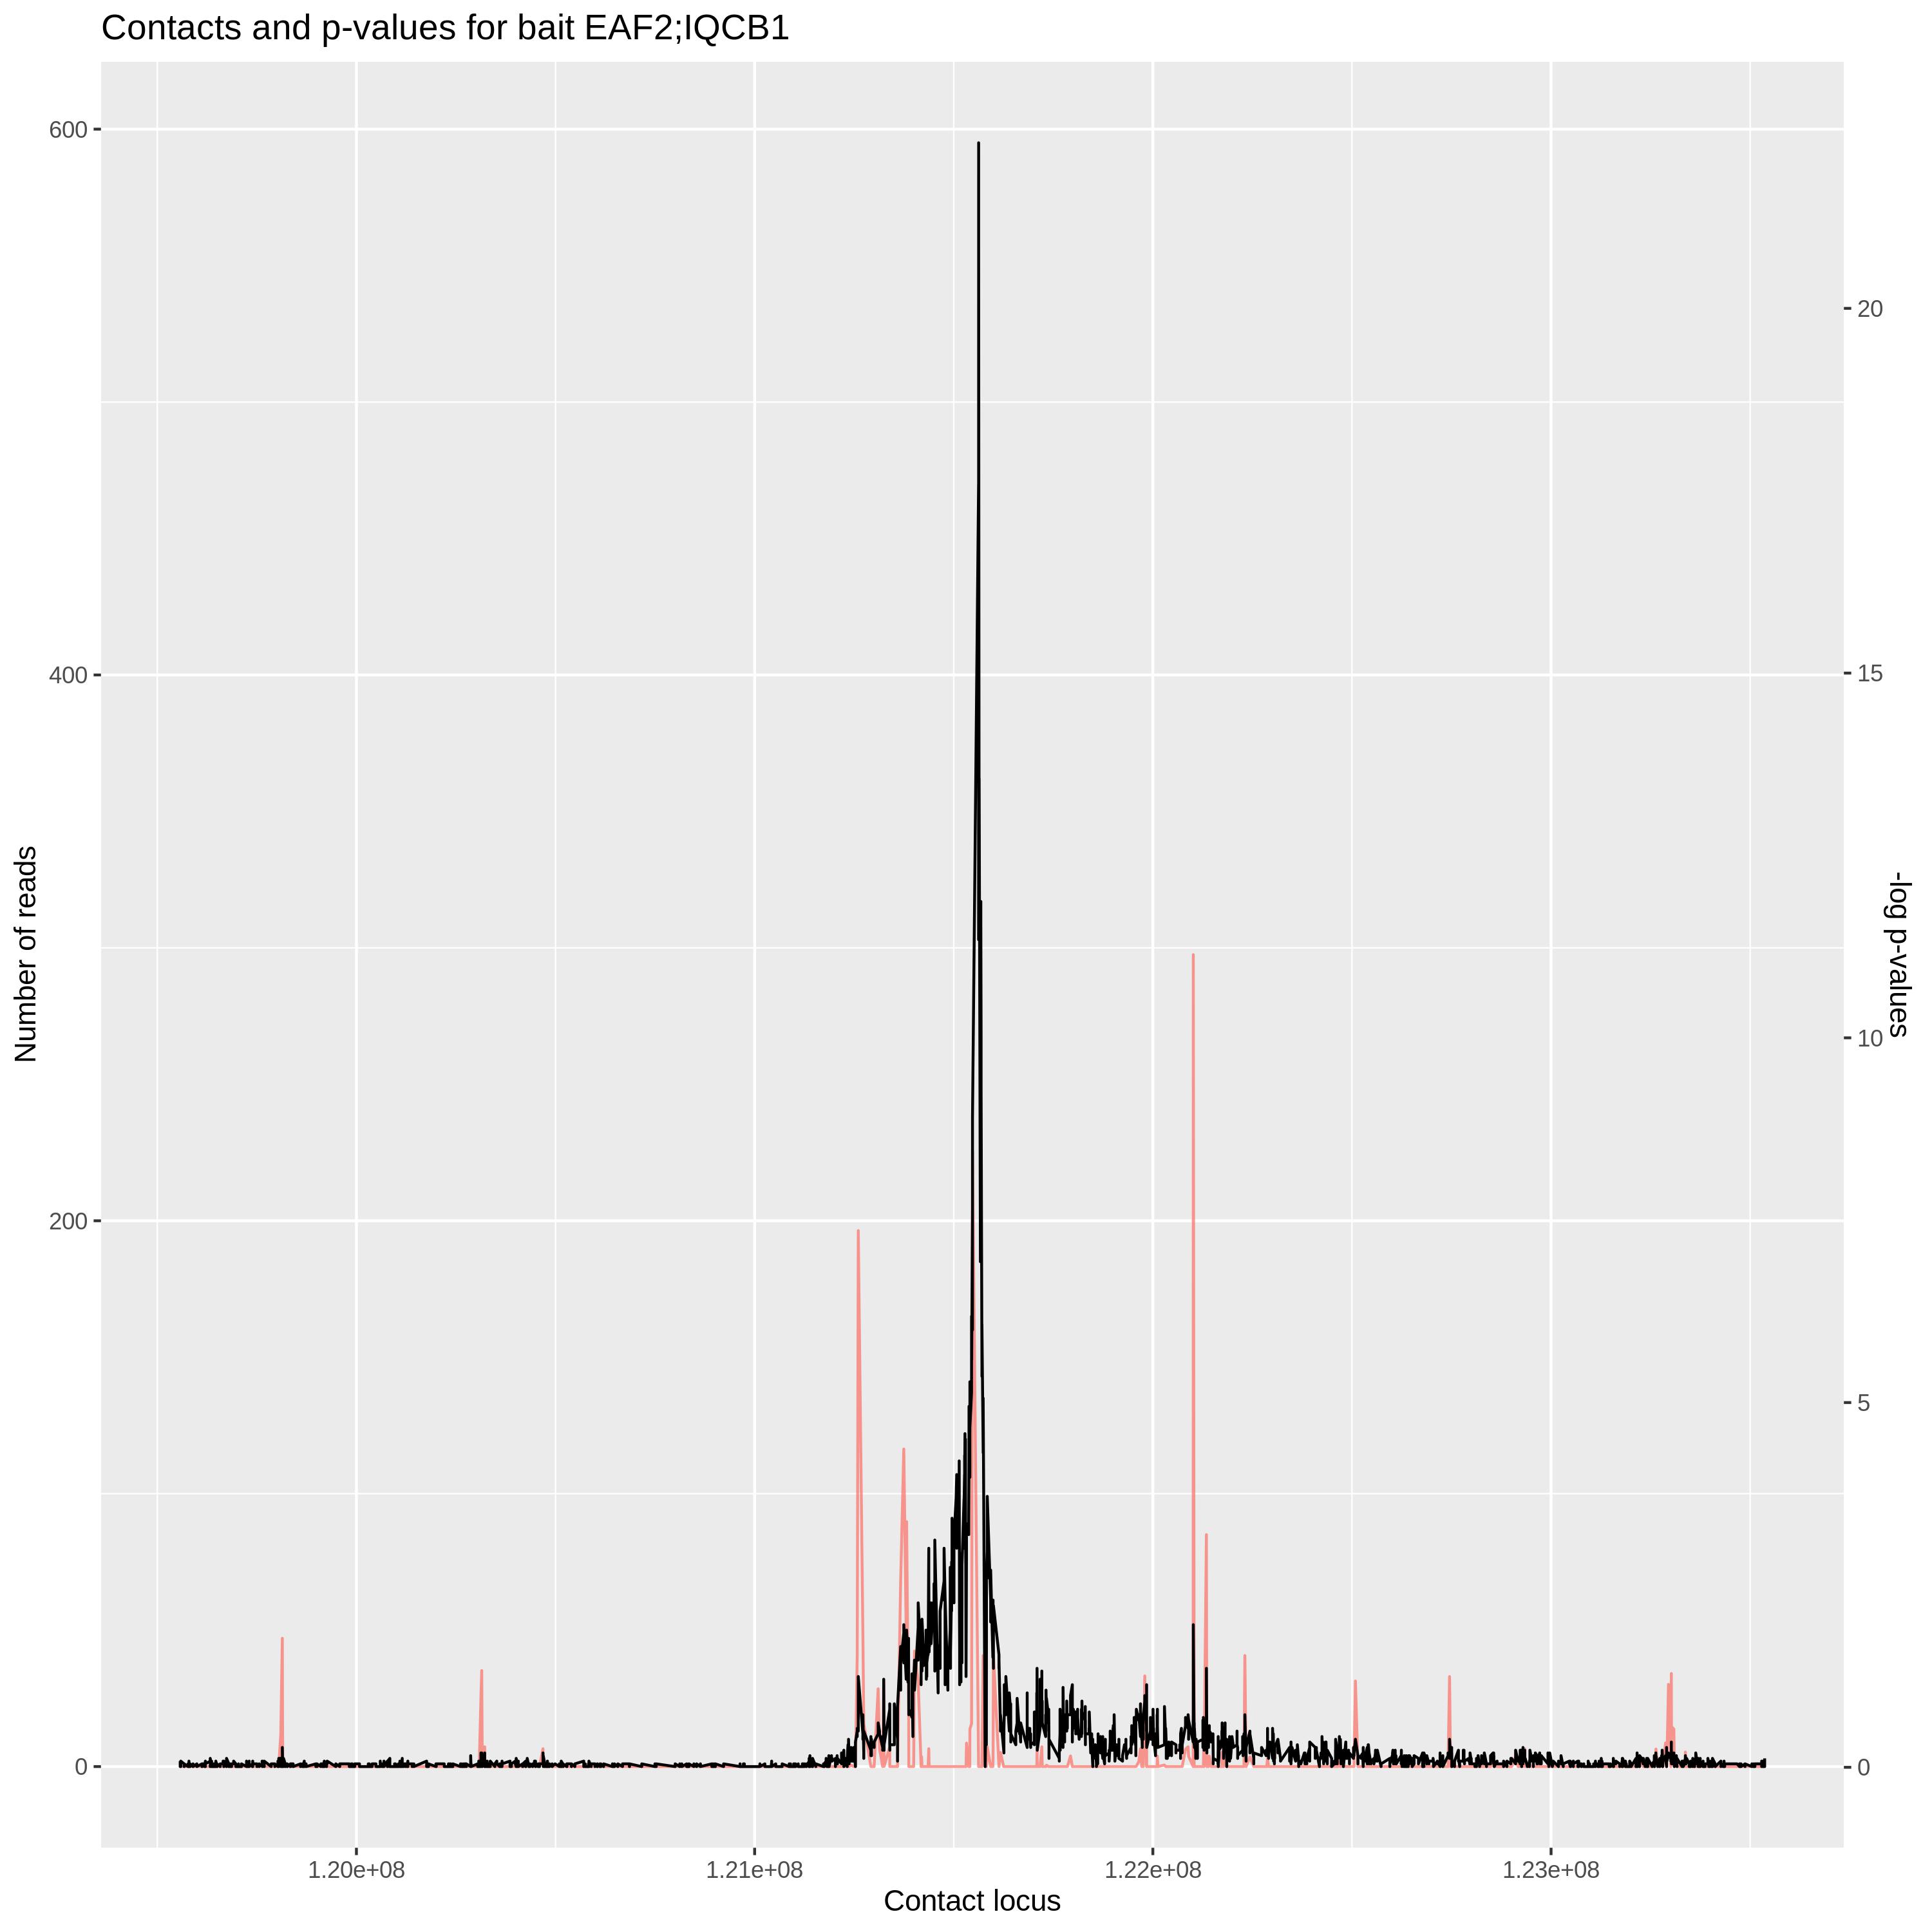 Contacts and p-values for bait EAF2;IQCB1
600
400
200
0
Number of reads
20
15
10
5
0
-log p-values
1.20e+08
1.21e+08
1.22e+08
1.23e+08
Contact locus